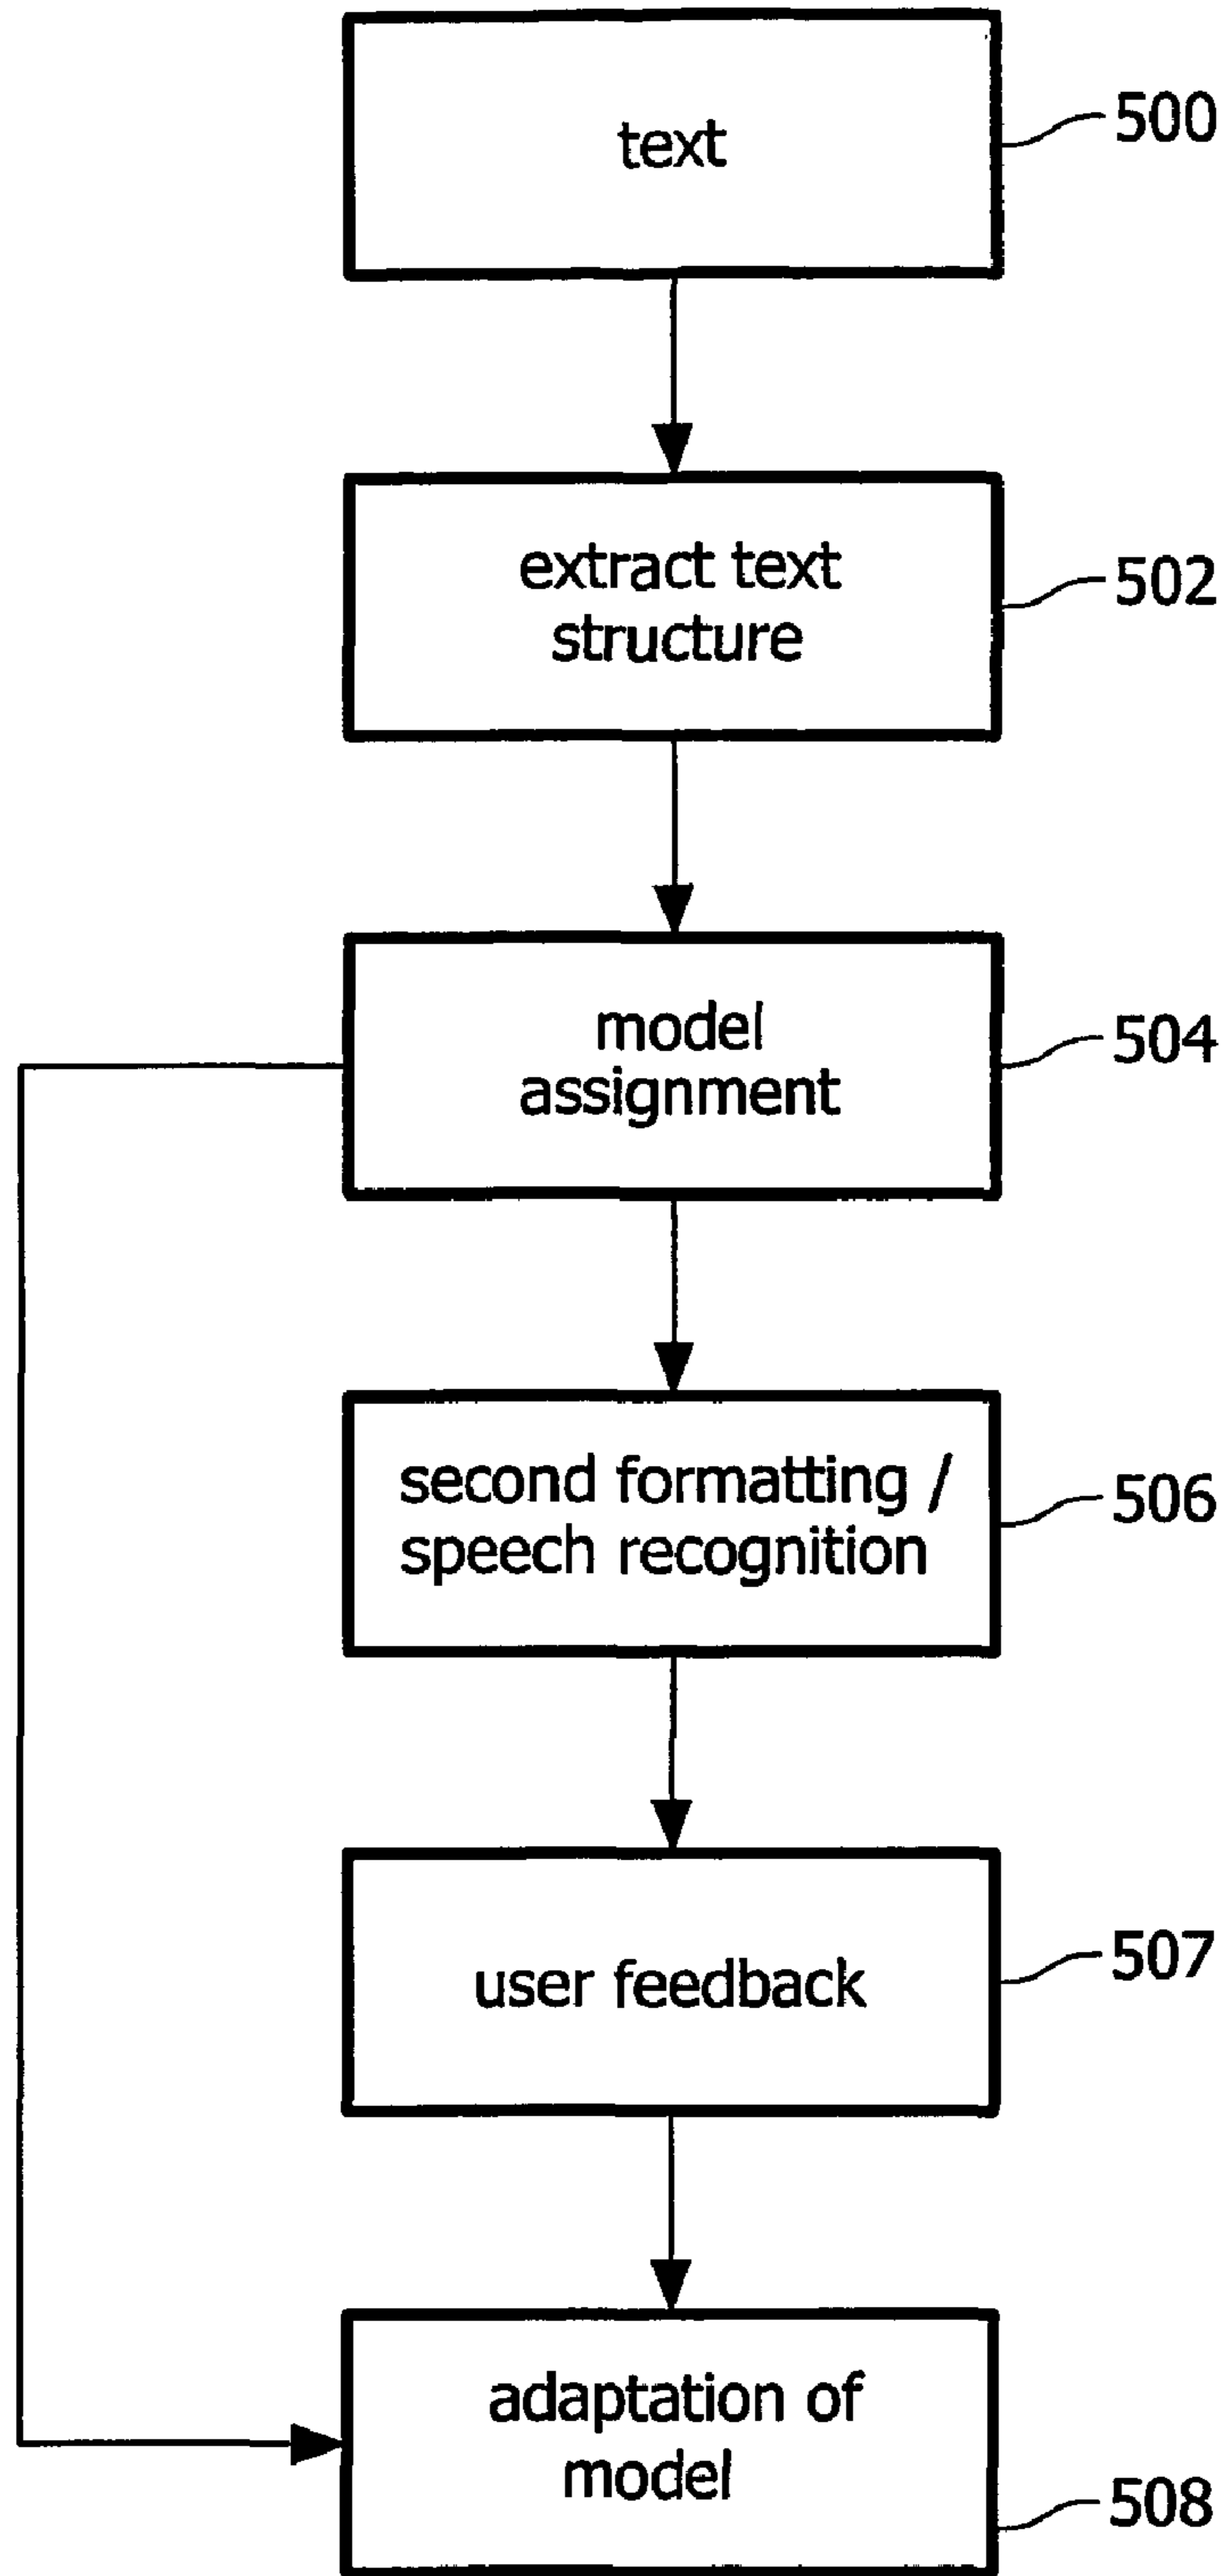 text
500
extract text
structure
502
model
assignment
504
second formatting /
speech recognition
506
user feedback
507
adaptation of
model
508